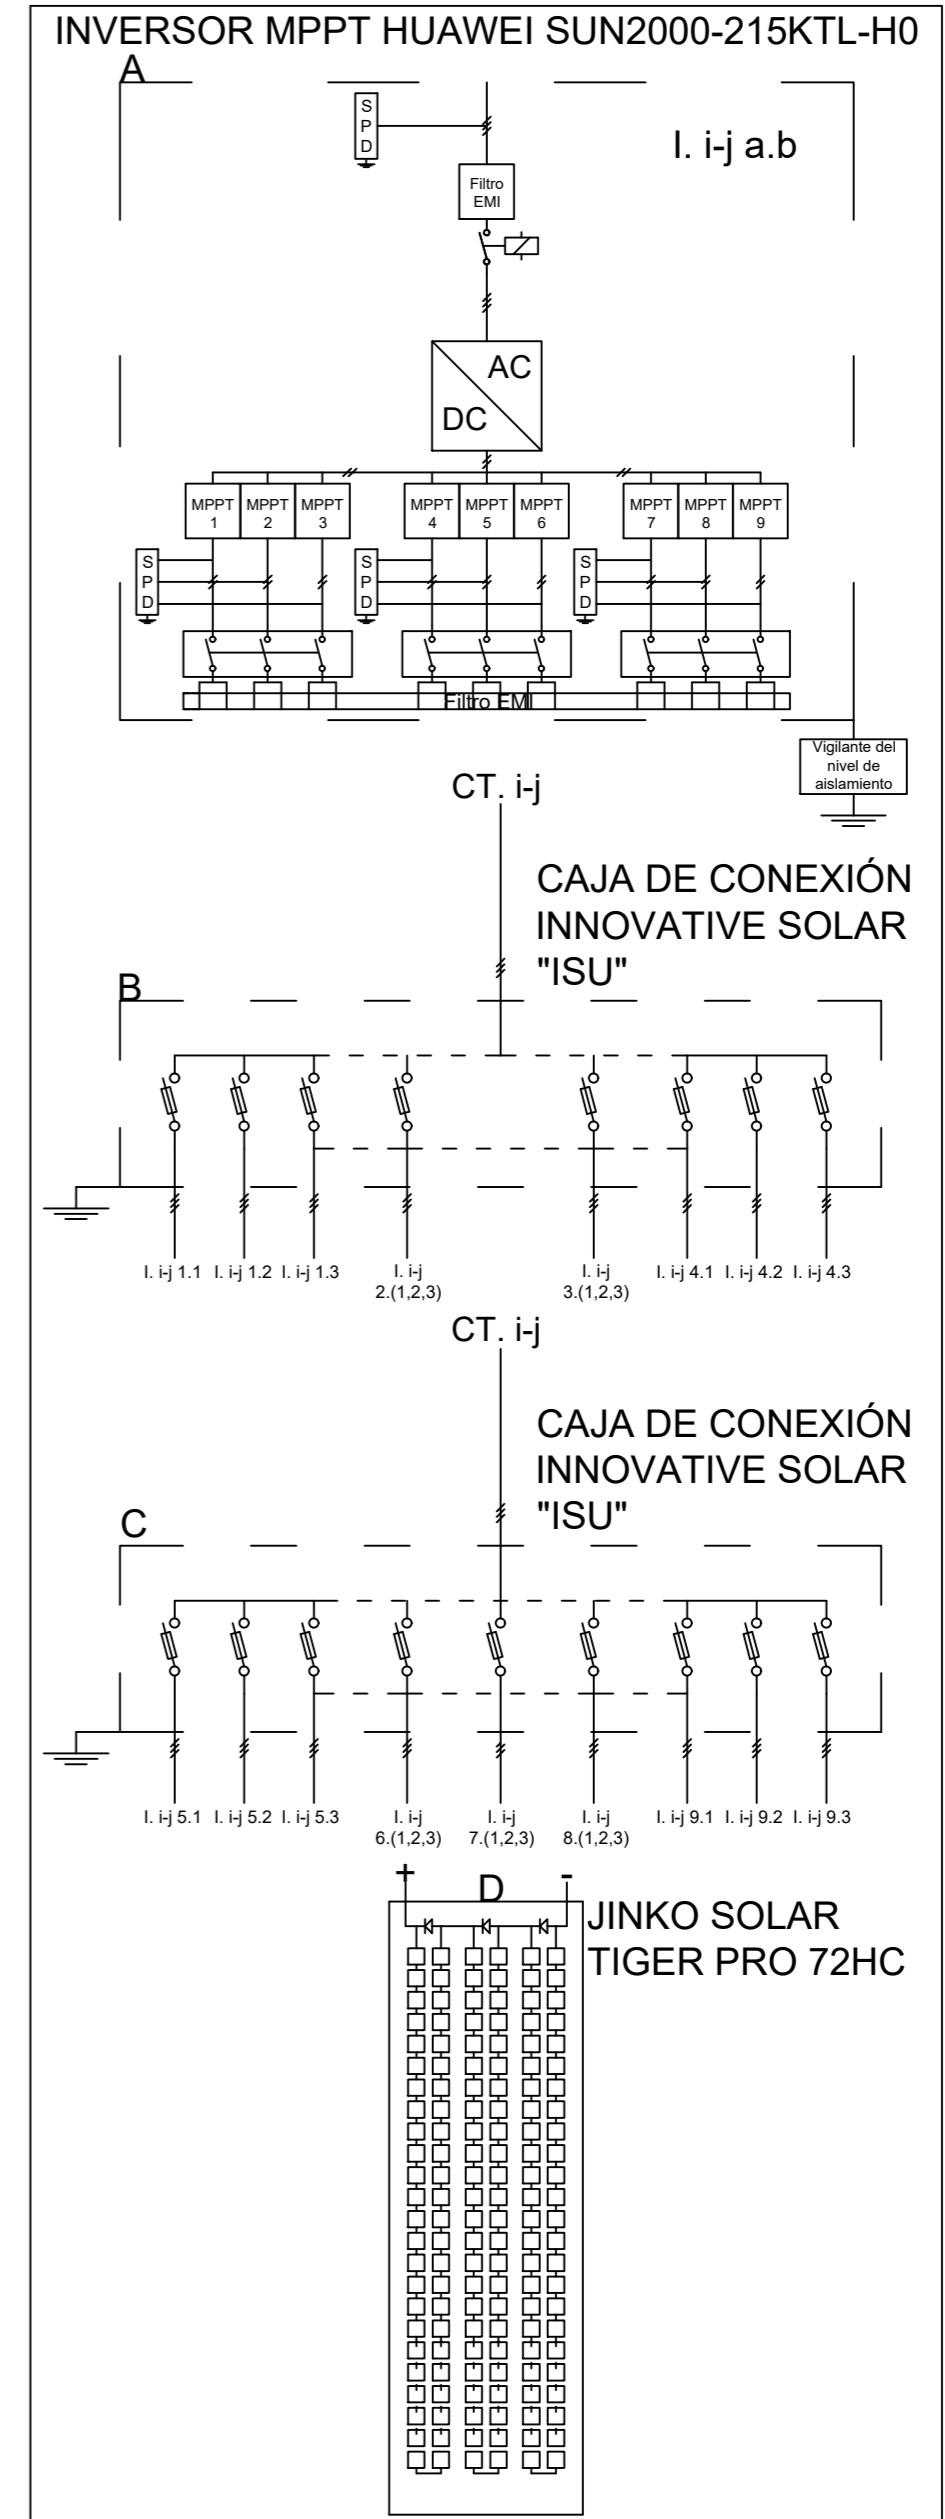 INVERSOR MPPT HUAWEI SUN2000-215KTL-H0
A
S
P
D
I. i-j a.b
Filtro
EMI
AC
DC
MPPT
1
MPPT
2
MPPT
3
MPPT
4
MPPT
5
MPPT
6
MPPT
7
MPPT
8
MPPT
9
S
P
D
S
P
D
S
P
D
Filtro EMI
Vigilante del
nivel de
aislamiento
CT. i-j
CAJA DE CONEXIÓN
INNOVATIVE SOLAR
"ISU"
B
I. i-j 1.1 I. i-j 1.2 I. i-j 1.3
I. i-j
2.(1,2,3)
I. i-j
3.(1,2,3)
I. i-j 4.1 I. i-j 4.2 I. i-j 4.3
CT. i-j
CAJA DE CONEXIÓN
INNOVATIVE SOLAR
"ISU"
C
I. i-j 5.1 I. i-j 5.2 I. i-j 5.3
I. i-j
6.(1,2,3)
I. i-j
7.(1,2,3)
I. i-j
8.(1,2,3)
I. i-j 9.1 I. i-j 9.2 I. i-j 9.3
+ D -
JINKO SOLAR
TIGER PRO 72HC